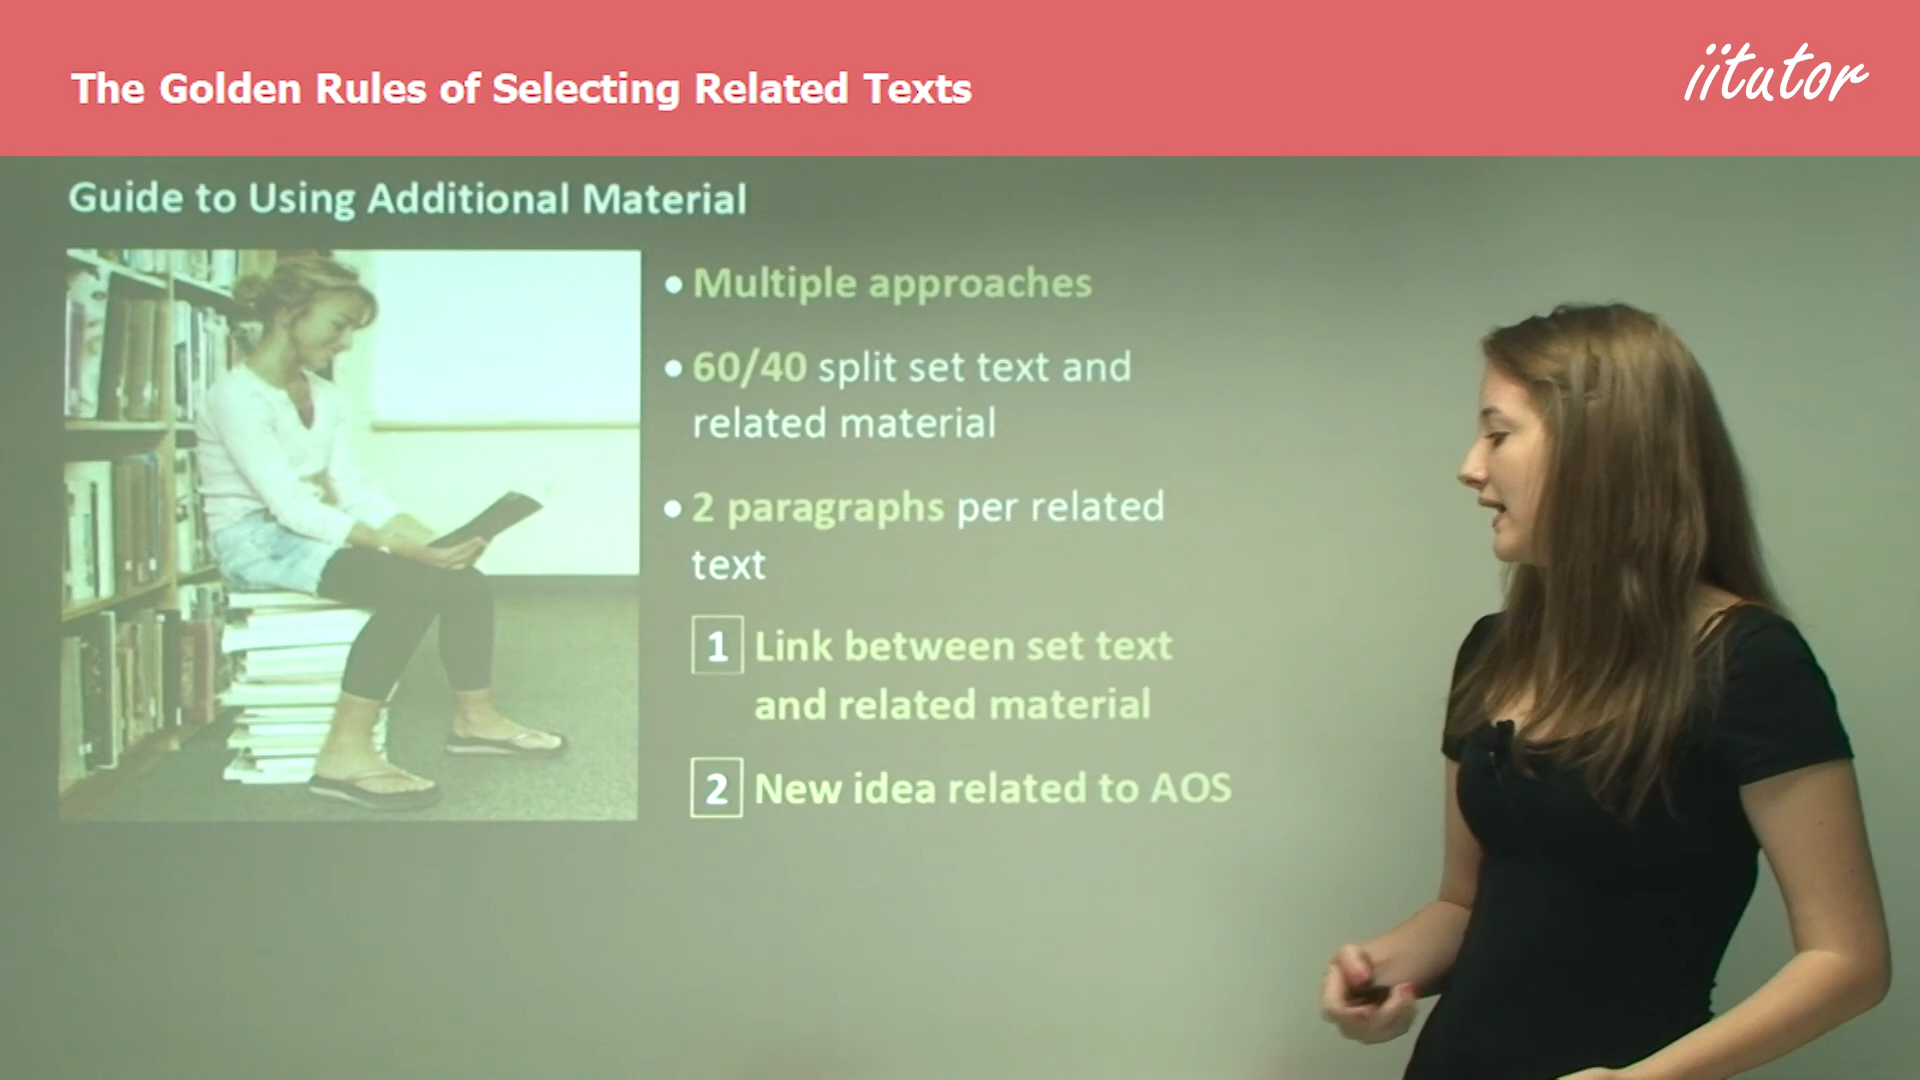 The Golden Rules of Selecting Related Texts
iitutor
Guide to Using Additional Material
• Multiple approaches
• 60/40 split set text and
related material
• 2 paragraphs per related
text
1 Link between set text
and related material
2 New idea related to AOS